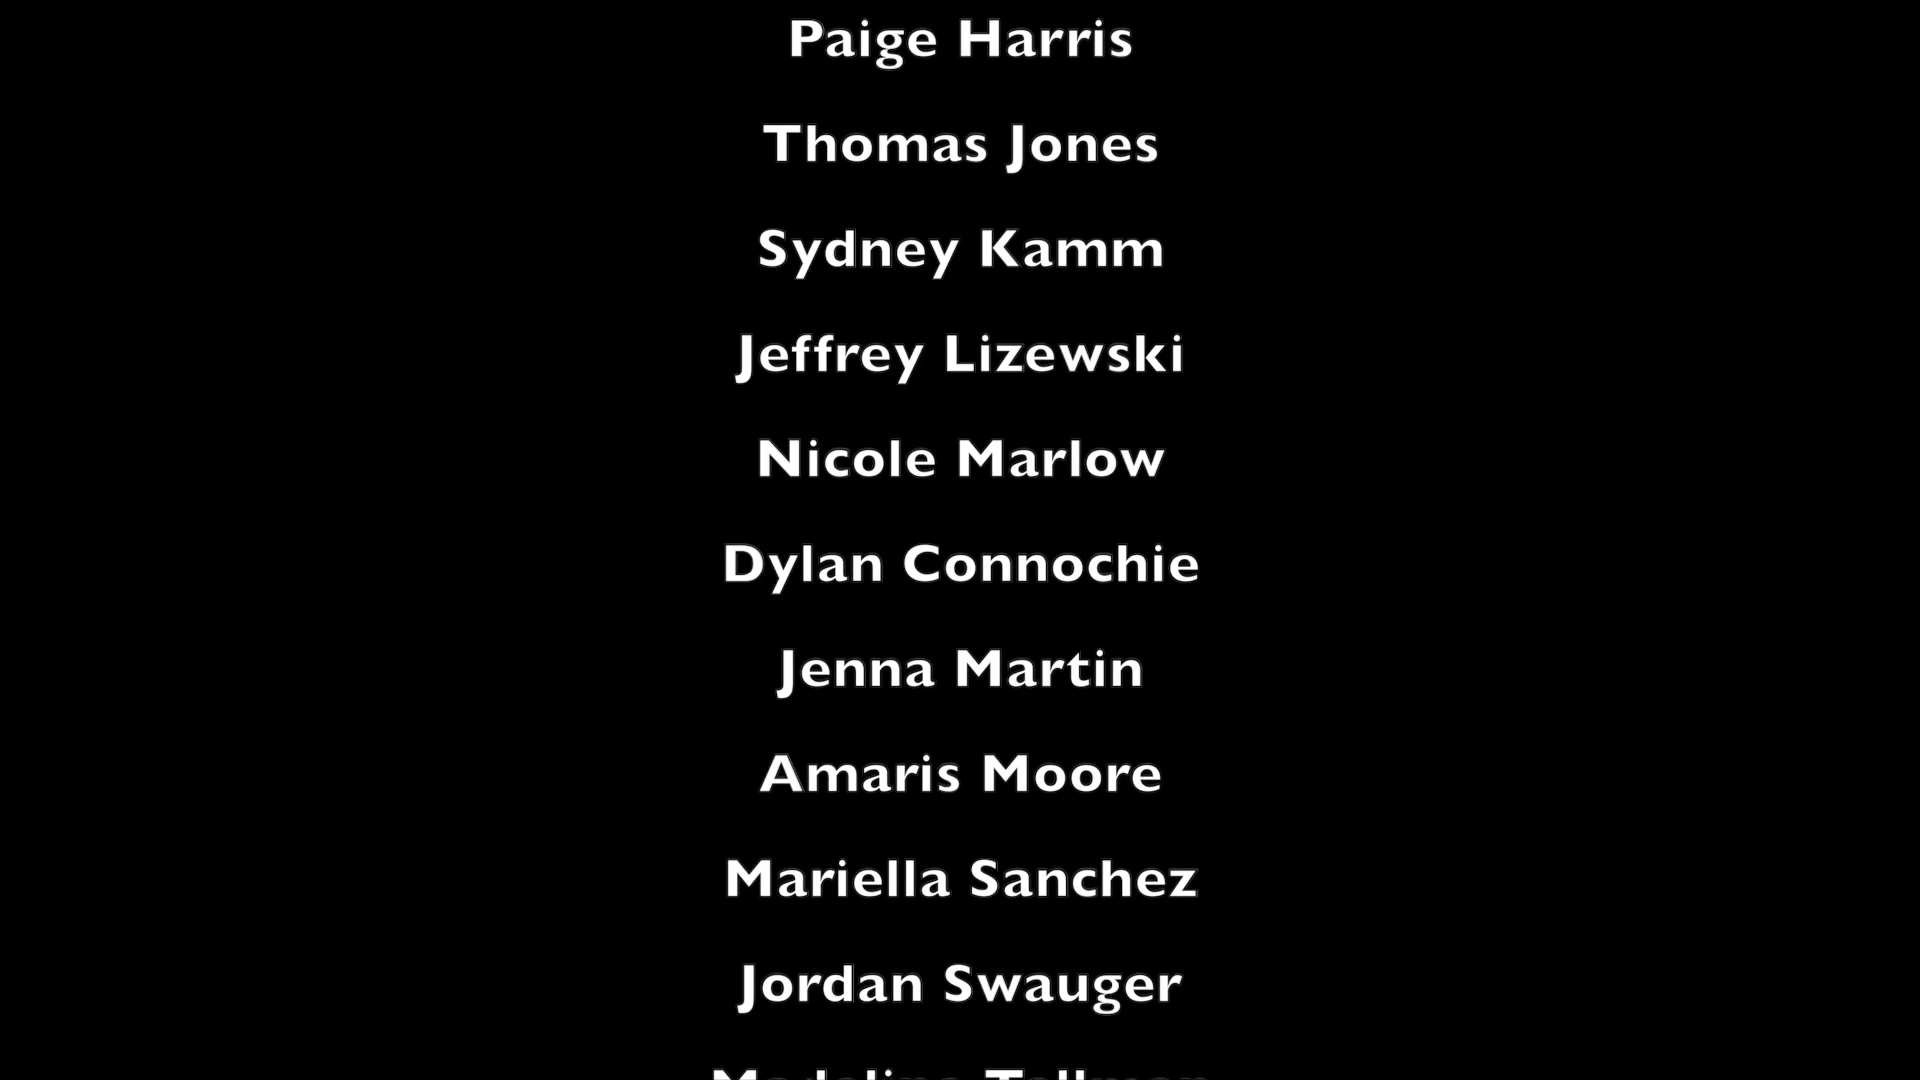 Paige Harris
Thomas Jones
Sydney Kamm
Jeffrey Lizewski
Nicole Marlow
Dylan Connochie
Jenna Martin
Amaris Moore
Mariella Sanchez
Jordan Swauger